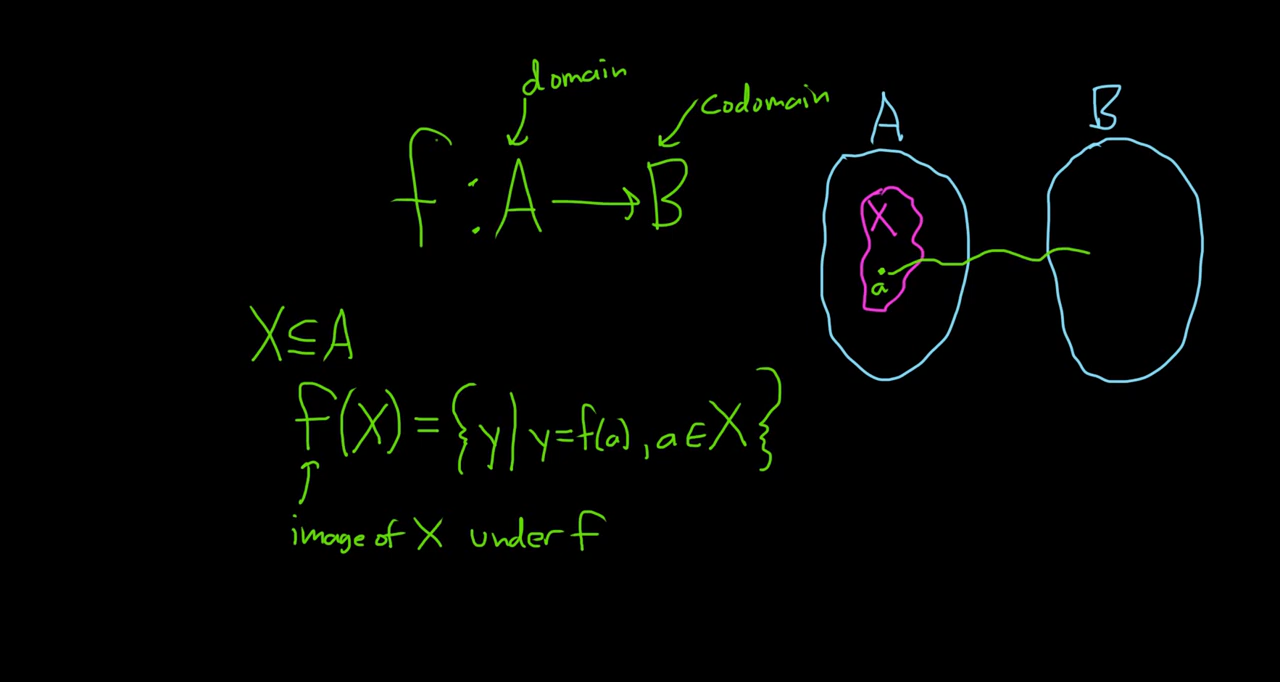 domain
codomain
f : A → B
A
B
X
a
X ⊆ A
f(X) = {y | y = f(a), a ∈ X}
image of X under f